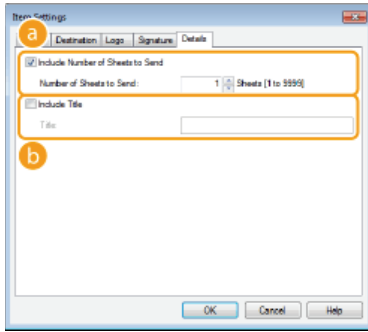 Item Settings
a
Destination Logo Signature Details
Include Number of Sheets to Send
Number of Sheets to Send: 1 Sheets [1 to 9999]
Include Title
Title:
b
OK Cancel Help